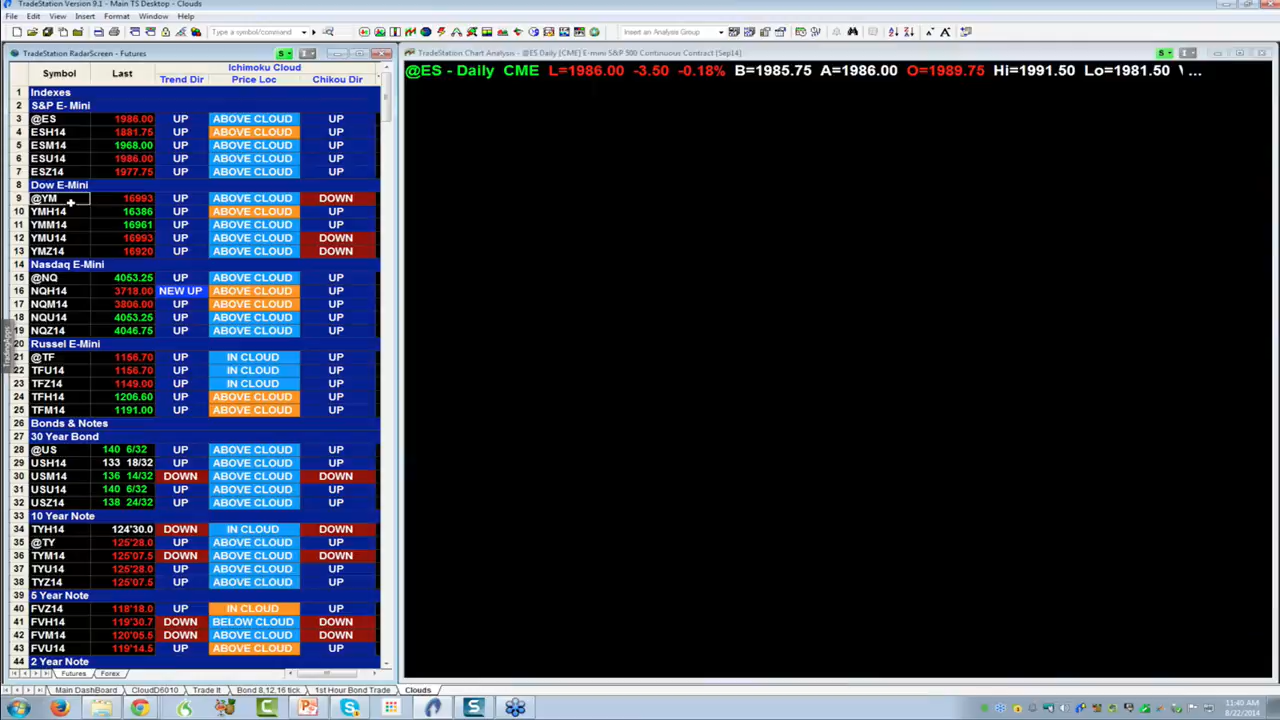 TradeStation Version 9.1 - Main TS Desktop - Clouds
File Edit View Insert Format Window Help
Type a symbol/command
Insert an Analysis Group
TradeStation RadarScreen - Futures
TradeStation Chart Analysis - @ES Daily [CME] E-mini S&P 500 Continuous Contract [Sep14]
@ES - Daily CME L=1986.00 -3.50 -0.18% B=1985.75 A=1986.00 O=1989.75 Hi=1991.50 Lo=1981.50 V ...
Ichimoku Cloud
Symbol Last Trend Dir Price Loc Chikou Dir
1 Indexes
2 S&P E- Mini
3 @ES 1986.00 UP ABOVE CLOUD UP
4 ESH14 1881.75 UP ABOVE CLOUD UP
5 ESM14 1968.00 UP ABOVE CLOUD UP
6 ESU14 1986.00 UP ABOVE CLOUD UP
7 ESZ14 1977.75 UP ABOVE CLOUD UP
8 Dow E-Mini
9 @YM 16993 UP ABOVE CLOUD DOWN
10 YMH14 16386 UP ABOVE CLOUD UP
11 YMM14 16961 UP ABOVE CLOUD UP
12 YMU14 16993 UP ABOVE CLOUD DOWN
13 YMZ14 16920 UP ABOVE CLOUD DOWN
14 Nasdaq E-Mini
15 @NQ 4053.25 UP ABOVE CLOUD UP
16 NQH14 3718.00 NEW UP ABOVE CLOUD UP
17 NQM14 3806.00 UP ABOVE CLOUD UP
18 NQU14 4053.25 UP ABOVE CLOUD UP
19 NQZ14 4046.75 UP ABOVE CLOUD UP
20 Russel E-Mini
21 @TF 1156.70 UP IN CLOUD UP
22 TFU14 1156.70 UP IN CLOUD UP
23 TFZ14 1149.00 UP IN CLOUD UP
24 TFH14 1206.60 UP ABOVE CLOUD UP
25 TFM14 1191.00 UP ABOVE CLOUD UP
26 Bonds & Notes
27 30 Year Bond
28 @US 140 6/32 UP ABOVE CLOUD UP
29 USH14 133 18/32 UP ABOVE CLOUD UP
30 USM14 136 14/32 DOWN ABOVE CLOUD DOWN
31 USU14 140 6/32 UP ABOVE CLOUD UP
32 USZ14 138 24/32 UP ABOVE CLOUD UP
33 10 Year Note
34 TYH14 124'30.0 DOWN IN CLOUD DOWN
35 @TY 125'28.0 UP ABOVE CLOUD UP
36 TYM14 125'07.5 DOWN ABOVE CLOUD DOWN
37 TYU14 125'28.0 UP ABOVE CLOUD UP
38 TYZ14 125'07.5 UP ABOVE CLOUD UP
39 5 Year Note
40 FVZ14 118'18.0 UP IN CLOUD UP
41 FVH14 119'30.7 DOWN BELOW CLOUD DOWN
42 FVM14 120'05.5 DOWN ABOVE CLOUD DOWN
43 FVU14 119'14.5 UP ABOVE CLOUD UP
44 2 Year Note
TradingApps
Futures Forex
Main DashBoard CloudD6010 Trade It Bond 8,12,16 tick 1st Hour Bond Trade Clouds
11:40 AM
8/22/2014